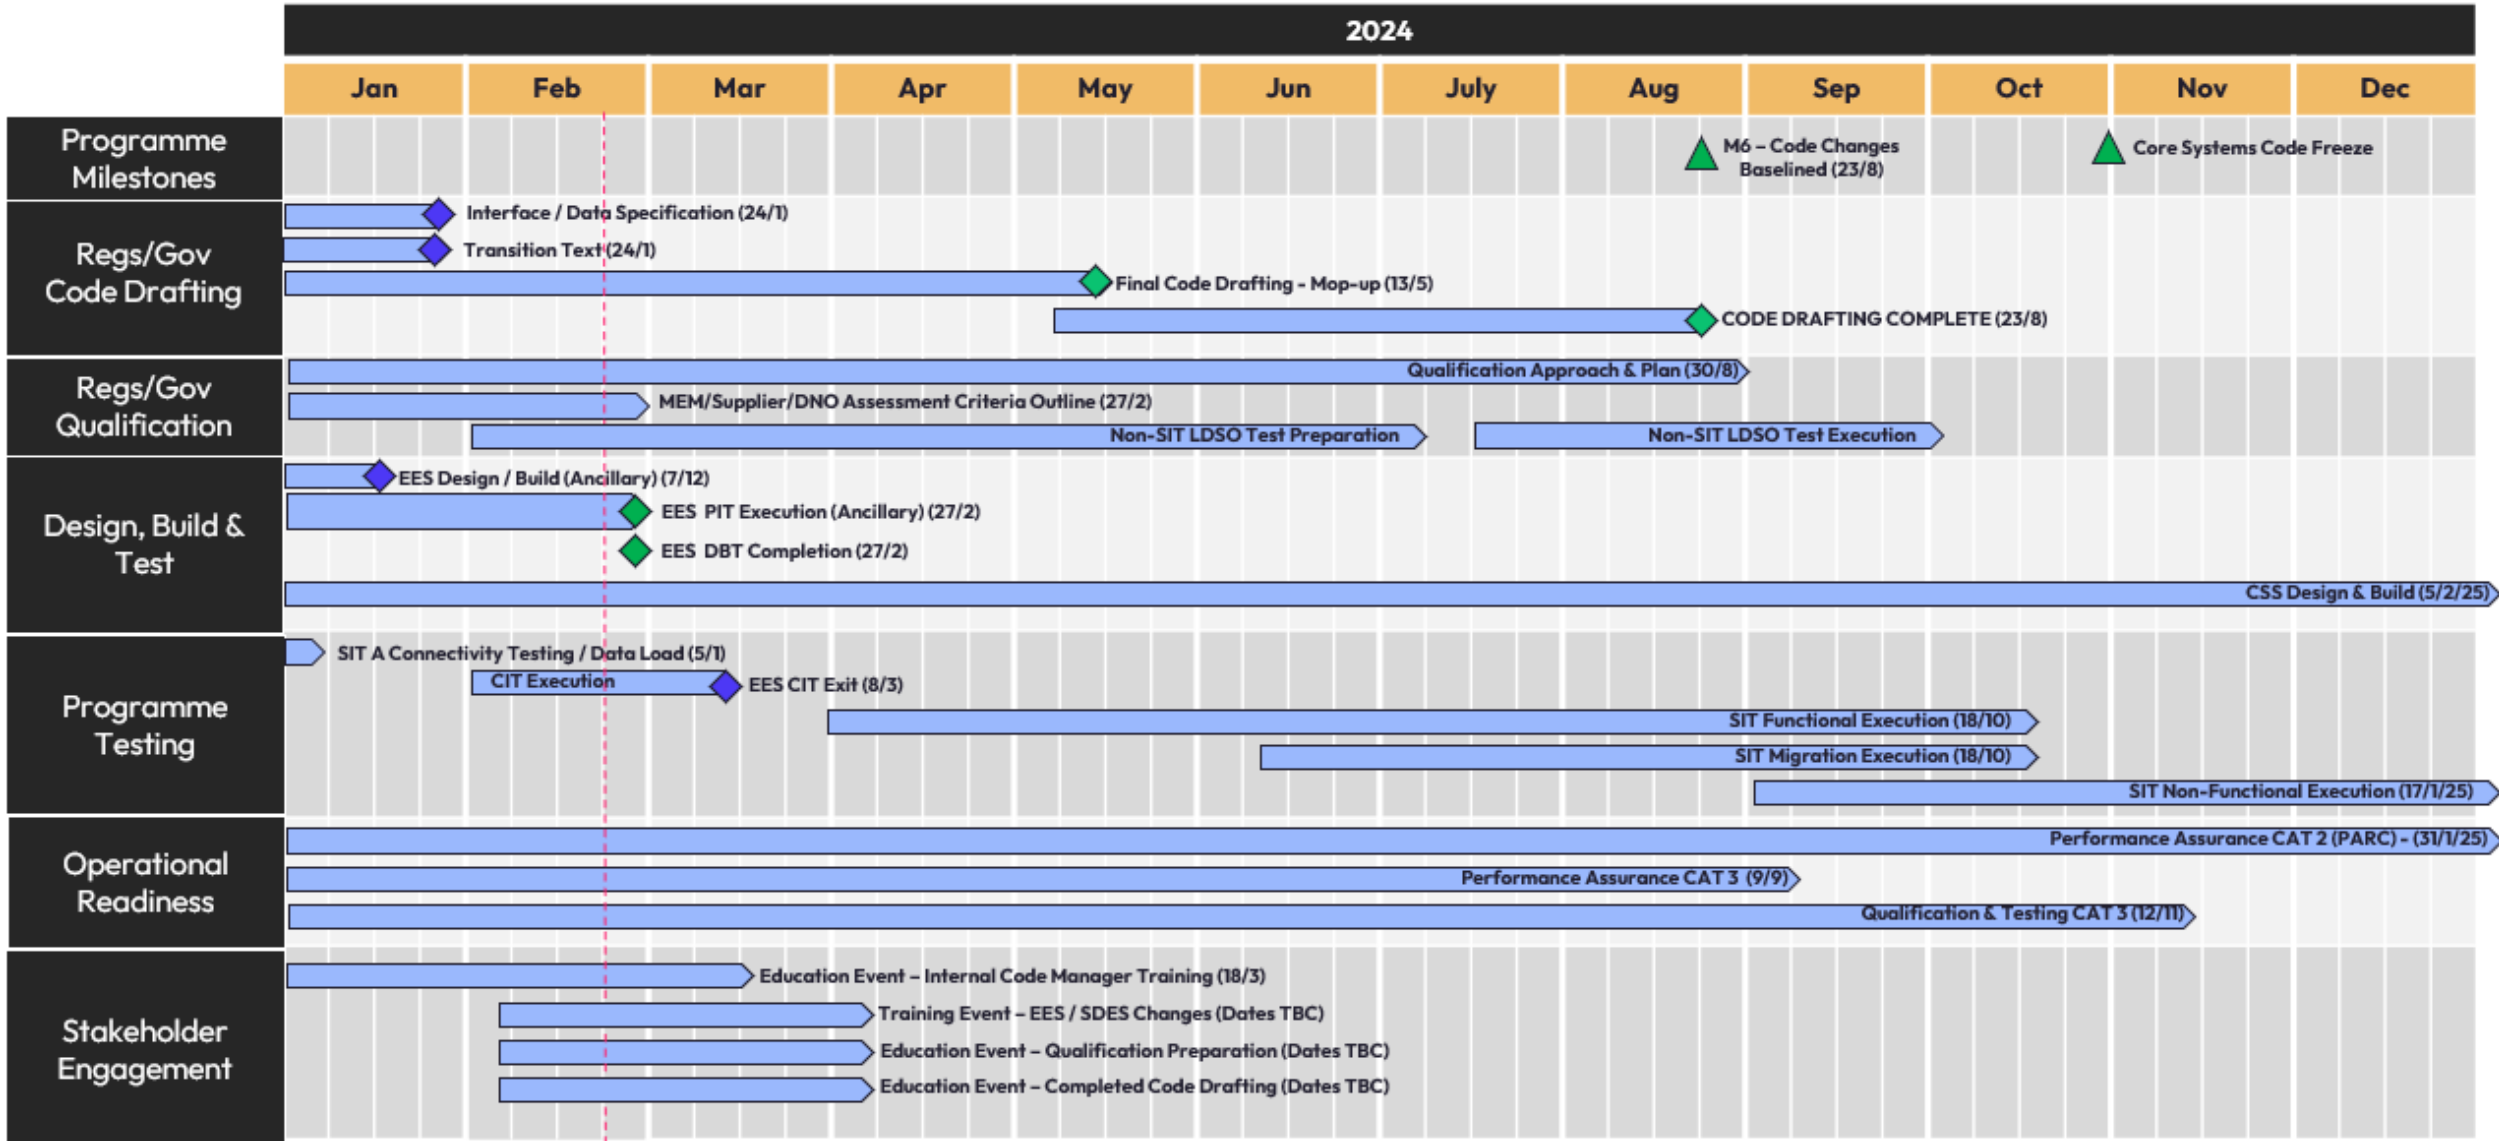 2024
Jan Feb Mar Apr May Jun July Aug Sep Oct Nov Dec
Programme
Milestones
M6 – Code Changes
Baselined (23/8)
Core Systems Code Freeze
Regs/Gov
Code Drafting
Interface / Data Specification (24/1)
Transition Text (24/1)
Final Code Drafting - Mop-up (13/5)
CODE DRAFTING COMPLETE (23/8)
Regs/Gov
Qualification
Qualification Approach & Plan (30/8)
MEM/Supplier/DNO Assessment Criteria Outline (27/2)
Non-SIT LDSO Test Preparation
Non-SIT LDSO Test Execution
Design, Build &
Test
EES Design / Build (Ancillary) (7/12)
EES PIT Execution (Ancillary) (27/2)
EES DBT Completion (27/2)
CSS Design & Build (5/2/25)
Programme
Testing
SIT A Connectivity Testing / Data Load (5/1)
CIT Execution
EES CIT Exit (8/3)
SIT Functional Execution (18/10)
SIT Migration Execution (18/10)
SIT Non-Functional Execution (17/1/25)
Operational
Readiness
Performance Assurance CAT 2 (PARC) - (31/1/25)
Performance Assurance CAT 3 (9/9)
Qualification & Testing CAT 3 (12/11)
Stakeholder
Engagement
Education Event – Internal Code Manager Training (18/3)
Training Event – EES / SDES Changes (Dates TBC)
Education Event – Qualification Preparation (Dates TBC)
Education Event – Completed Code Drafting (Dates TBC)